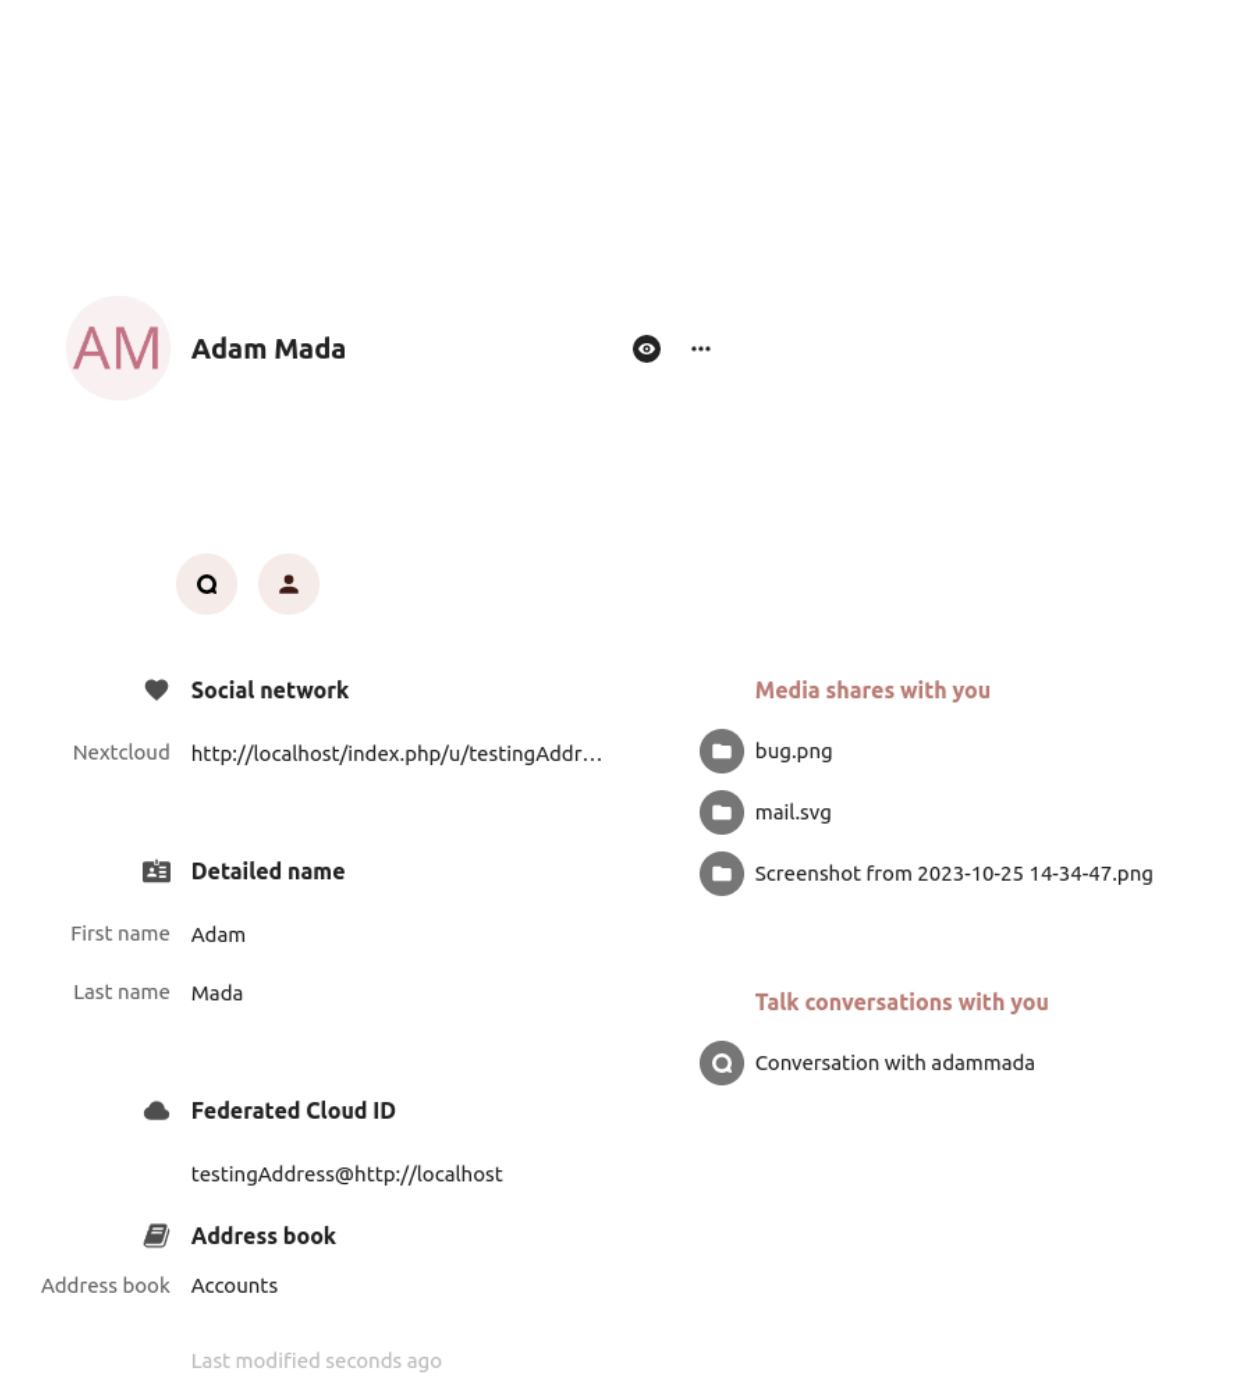 AM
Adam Mada
Social network
Nextcloud http://localhost/index.php/u/testingAddr...
Detailed name
First name Adam
Last name Mada
Federated Cloud ID
testingAddress@http://localhost
Address book
Address book Accounts
Last modified seconds ago
Media shares with you
bug.png
mail.svg
Screenshot from 2023-10-25 14-34-47.png
Talk conversations with you
Conversation with adammada